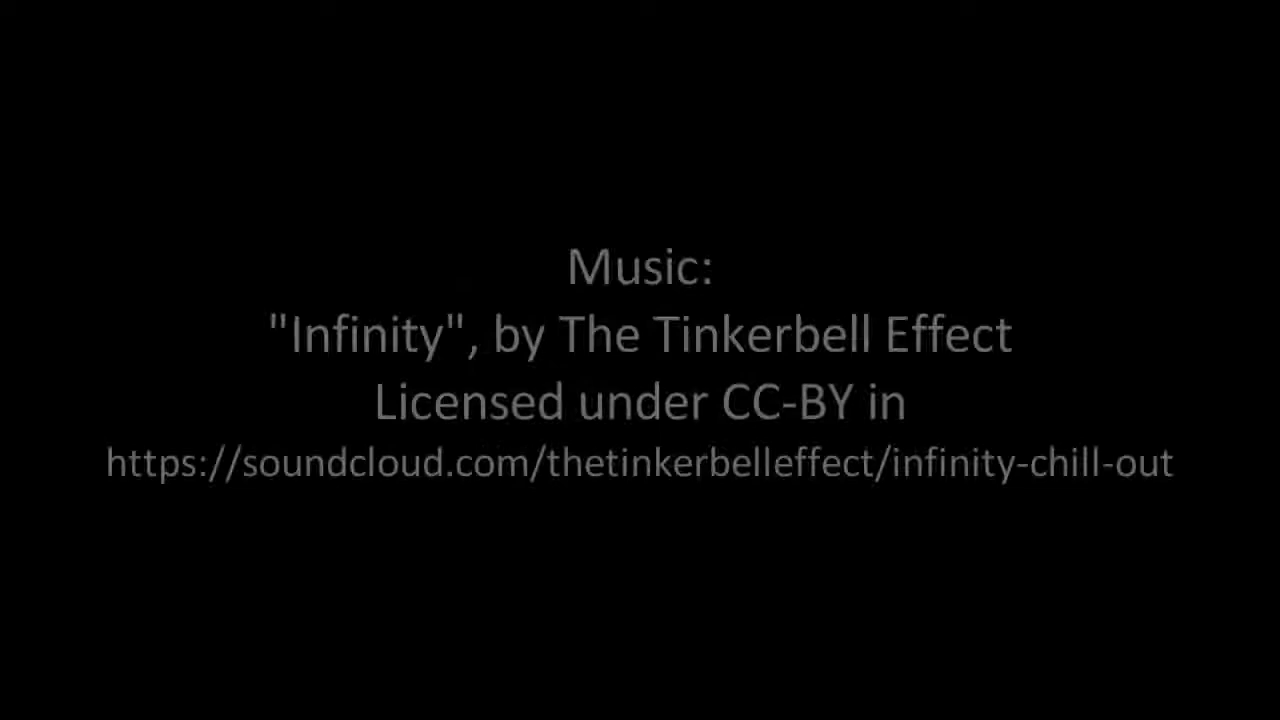 Music:
"Infinity", by The Tinkerbell Effect
Licensed under CC-BY in
https://soundcloud.com/thetinkerbelleffect/infinity-chill-out